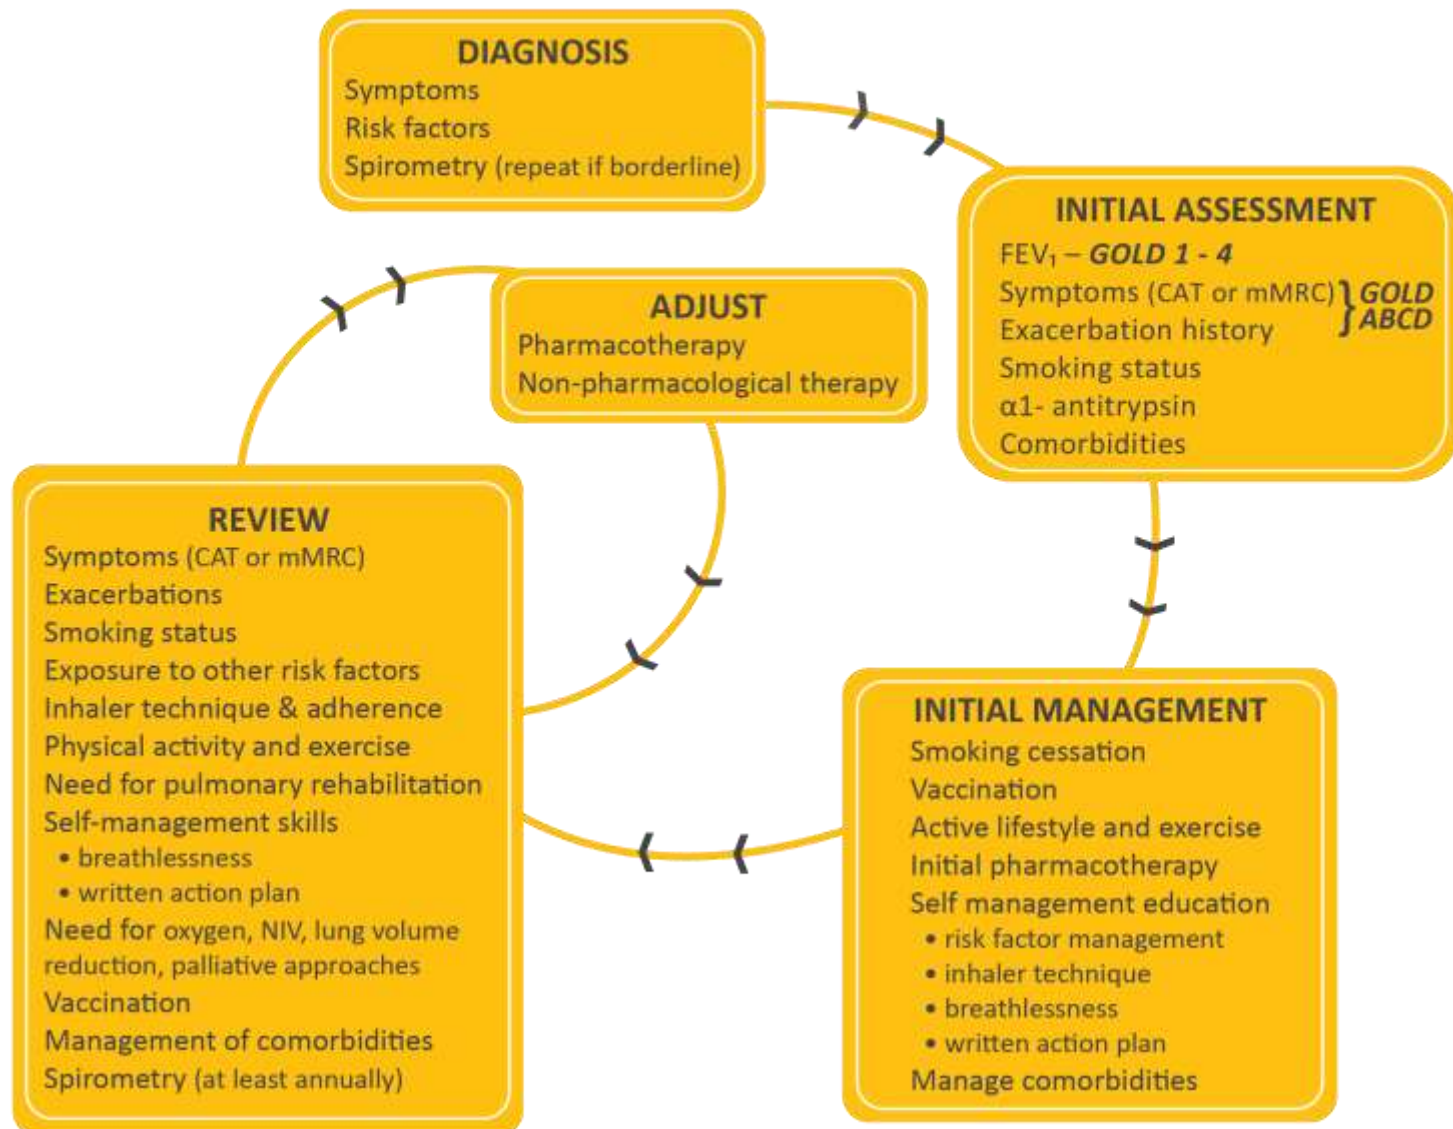 DIAGNOSIS
Symptoms
Risk factors
Spirometry (repeat if borderline)
INITIAL ASSESSMENT
FEV₁ – GOLD 1 - 4
Symptoms (CAT or mMRC) } GOLD
Exacerbation history } ABCD
Smoking status
α1- antitrypsin
Comorbidities
ADJUST
Pharmacotherapy
Non-pharmacological therapy
REVIEW
Symptoms (CAT or mMRC)
Exacerbations
Smoking status
Exposure to other risk factors
Inhaler technique & adherence
Physical activity and exercise
Need for pulmonary rehabilitation
Self-management skills
• breathlessness
• written action plan
Need for oxygen, NIV, lung volume
reduction, palliative approaches
Vaccination
Management of comorbidities
Spirometry (at least annually)
INITIAL MANAGEMENT
Smoking cessation
Vaccination
Active lifestyle and exercise
Initial pharmacotherapy
Self management education
• risk factor management
• inhaler technique
• breathlessness
• written action plan
Manage comorbidities